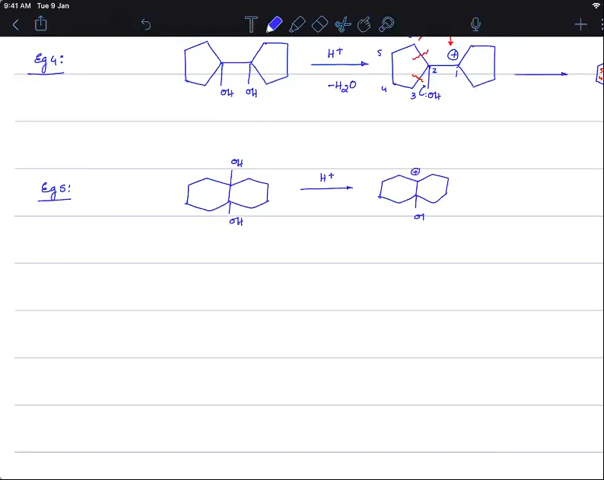 9:41 AM Tue 9 Jan
T
Eg 4:
OH OH
H+
-H2O
5
4
3
2
1
+
OH
Eg 5:
OH
OH
H+
+
OH